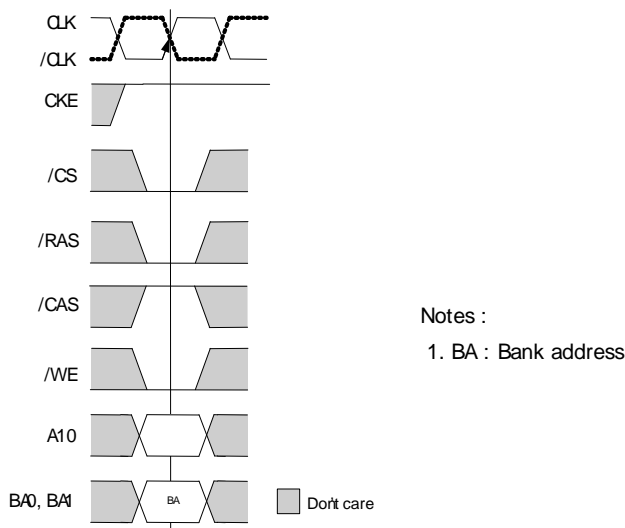 CLK
/CLK
CKE
/CS
/RAS
/CAS
/WE
A10
BA0, BA1
BA
Don't care
Notes :
1. BA : Bank address